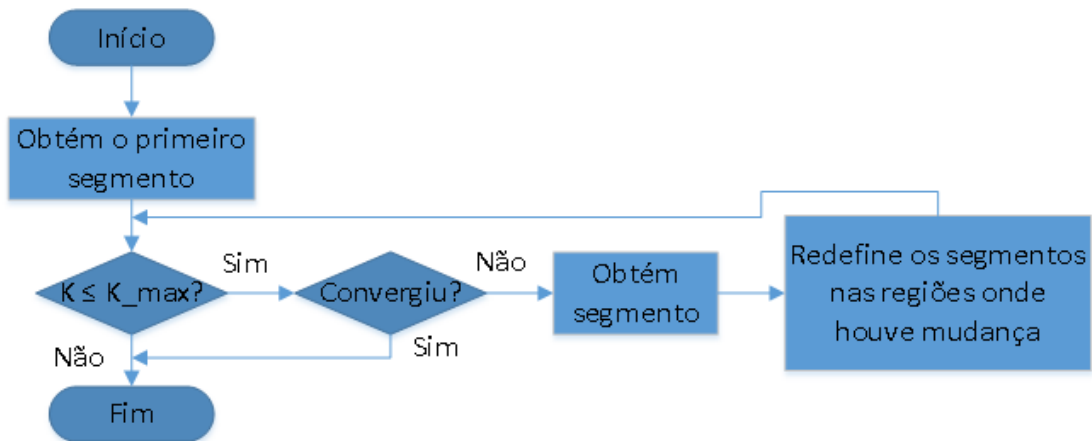 Início
Obtém o primeiro
segmento
K ≤ K_max?
Sim
Convergiu?
Não
Obtém
segmento
Redefine os segmentos
nas regiões onde
houve mudança
Não
Sim
Fim